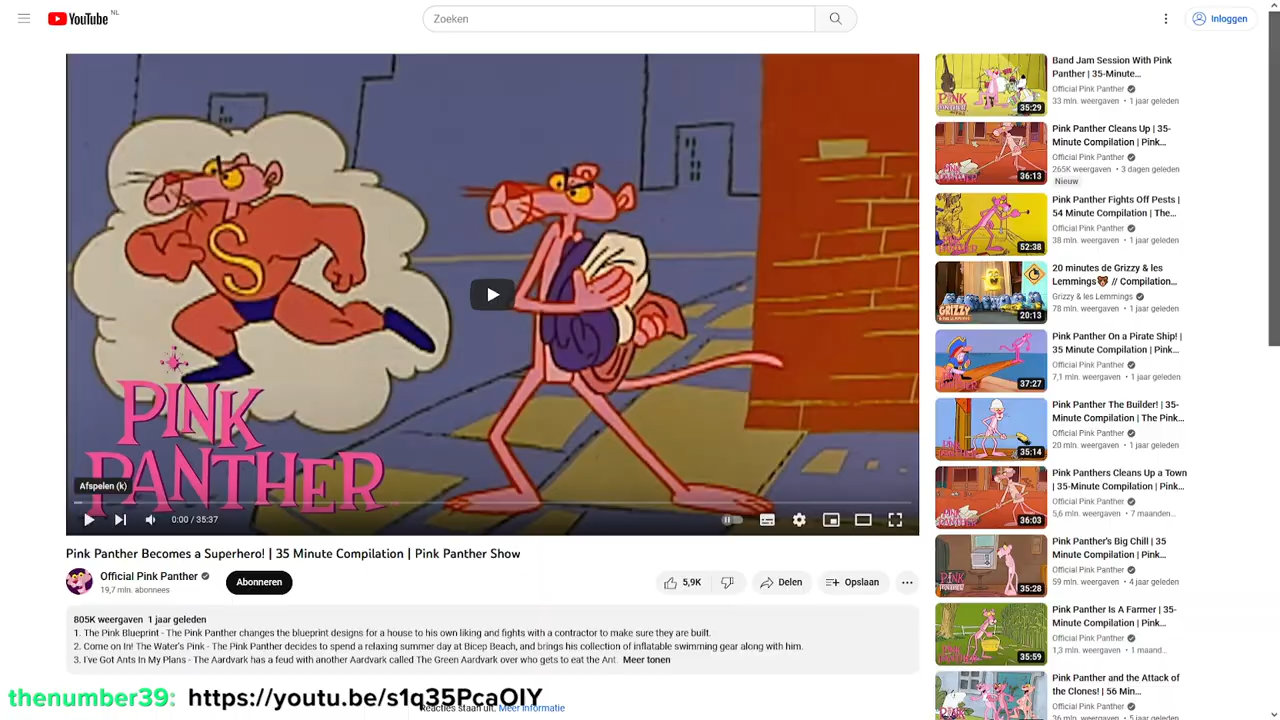 YouTube NL
Zoeken
Inloggen
S
PINK
PANTHER
Afspelen (k)
0:00 / 35:37
Pink Panther Becomes a Superhero! | 35 Minute Compilation | Pink Panther Show
Official Pink Panther
19,7 mln. abonnees
Abonneren
5,9K
Delen
Opslaan
805K weergaven 1 jaar geleden
1. The Pink Blueprint - The Pink Panther changes the blueprint designs for a house to his own liking and fights with a contractor to make sure they are built.
2. Come on In! The Water's Pink - The Pink Panther decides to spend a relaxing summer day at Bicep Beach, and brings his collection of inflatable swimming gear along with him.
3. I've Got Ants In My Plans - The Aardvark has a feud with another Aardvark called The Green Aardvark over who gets to eat the Ant. Meer tonen
thenumber39: https://youtu.be/s1q35PcaOIY
Reacties staan uit. Meer informatie
35:29
Band Jam Session With Pink
Panther | 35-Minute...
Official Pink Panther
33 mln. weergaven • 1 jaar geleden
36:13
Pink Panther Cleans Up | 35-
Minute Compilation | Pink...
Official Pink Panther
265K weergaven • 3 dagen geleden
Nieuw
52:38
Pink Panther Fights Off Pests |
54 Minute Compilation | The...
Official Pink Panther
38 mln. weergaven • 1 jaar geleden
GRIZZY
20:13
20 minutes de Grizzy & les
Lemmings🐻 // Compilation...
Grizzy & les Lemmings
78 mln. weergaven • 1 jaar geleden
37:27
Pink Panther On a Pirate Ship! |
35 Minute Compilation | Pink...
Official Pink Panther
7,1 mln. weergaven • 1 jaar geleden
35:14
Pink Panther The Builder! | 35-
Minute Compilation | The Pink...
Official Pink Panther
20 mln. weergaven • 1 jaar geleden
36:03
Pink Panthers Cleans Up a Town
| 35-Minute Compilation | Pink...
Official Pink Panther
5,6 mln. weergaven • 7 maanden...
35:28
Pink Panther's Big Chill | 35
Minute Compilation | Pink...
Official Pink Panther
59 mln. weergaven • 4 jaar geleden
35:59
Pink Panther Is A Farmer | 35-
Minute Compilation | Pink...
Official Pink Panther
1,3 mln. weergaven • 1 maand...
Pink Panther and the Attack of
the Clones! | 56 Min...
Official Pink Panther
36 mln. weergaven • 5 jaar geleden